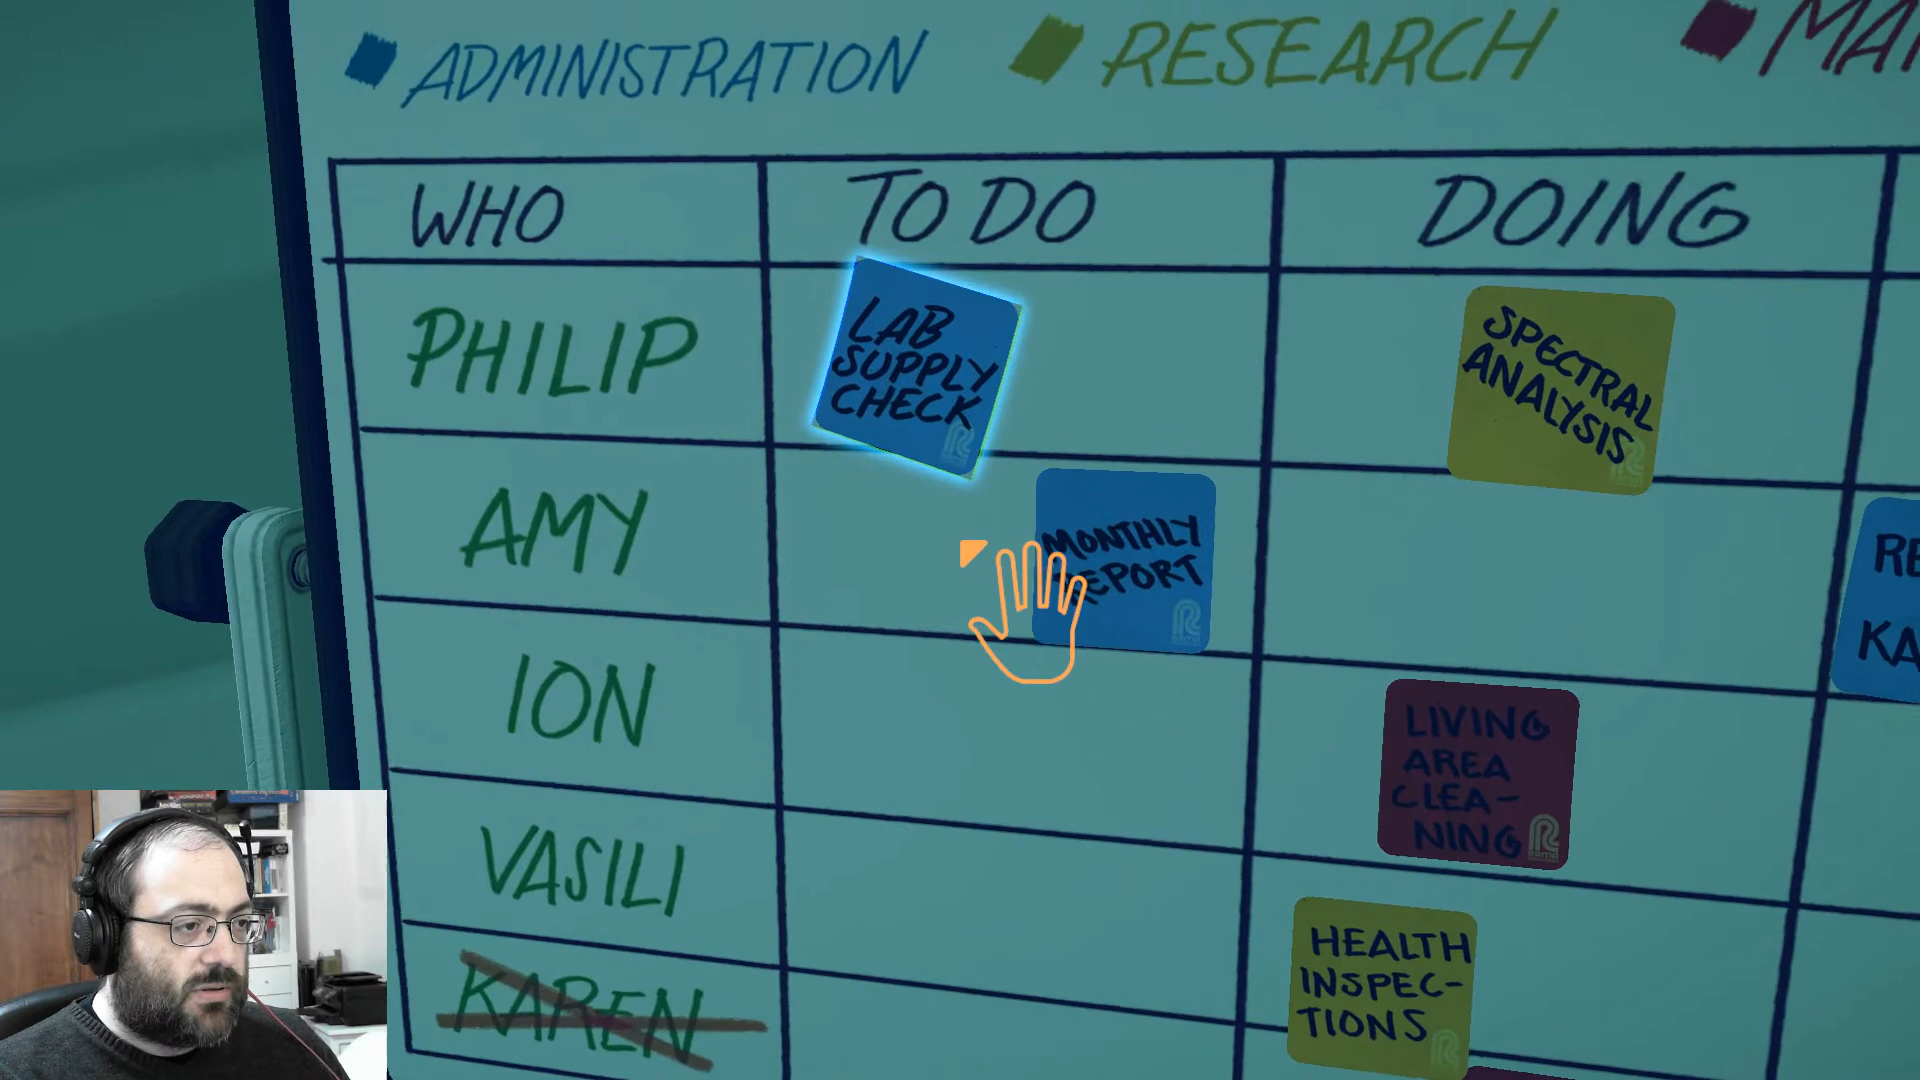 ADMINISTRATION
RESEARCH
WHO
TO DO
DOING
PHILIP
LAB
SUPPLY
CHECK
SPECTRAL
ANALYSIS
AMY
MONTHLY
REPORT
ION
LIVING
AREA
CLEA-
NING
VASILI
HEALTH
INSPEC-
TIONS
KAREN